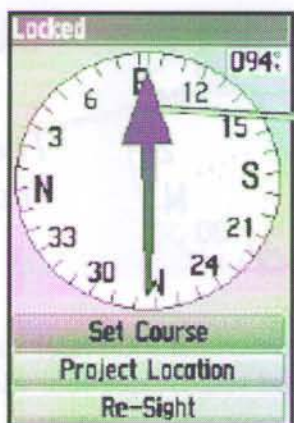 Locked
094°
E
6
12
3
15
N
S
33
21
30
24
W
Set Course
Project Location
Re-Sight